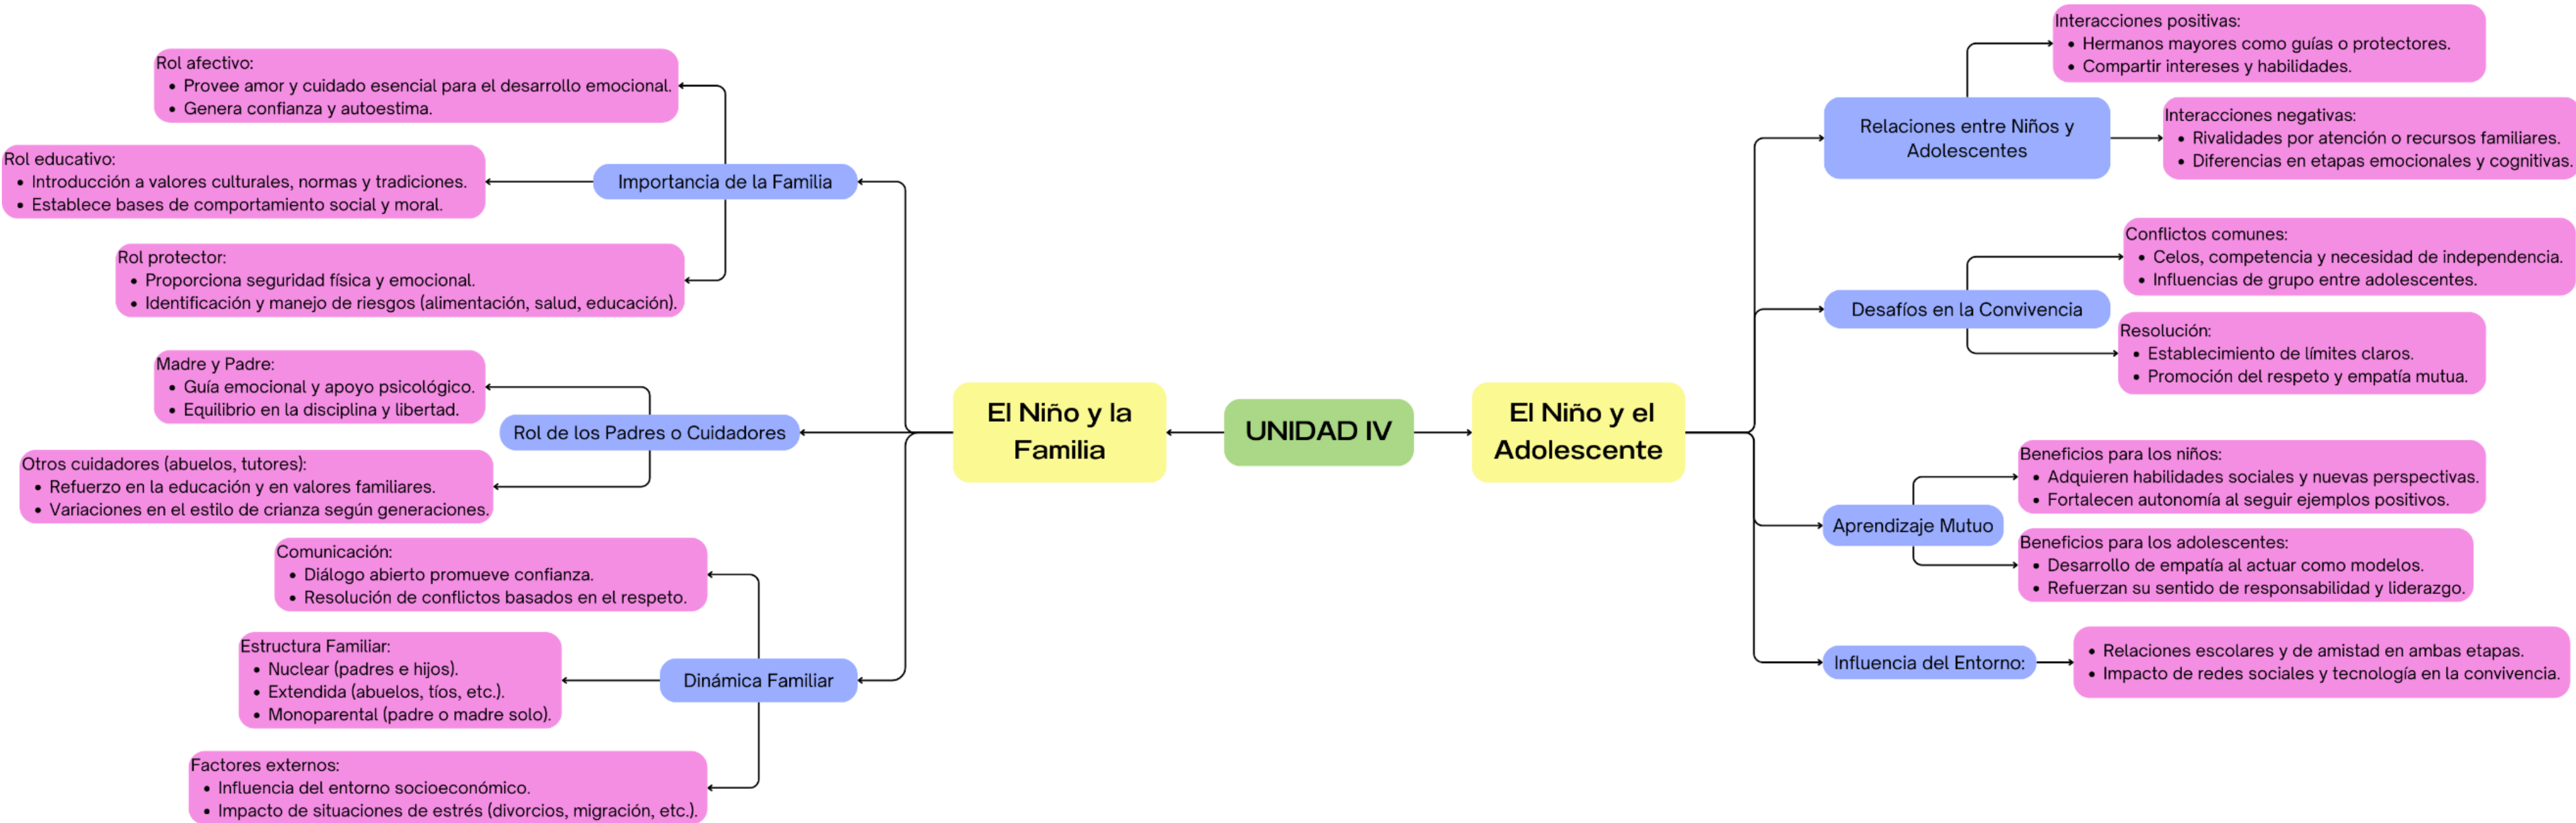 UNIDAD IV
El Niño y la
Familia
Importancia de la Familia
Rol afectivo:
• Provee amor y cuidado esencial para el desarrollo emocional.
• Genera confianza y autoestima.
Rol educativo:
• Introducción a valores culturales, normas y tradiciones.
• Establece bases de comportamiento social y moral.
Rol protector:
• Proporciona seguridad física y emocional.
• Identificación y manejo de riesgos (alimentación, salud, educación).
Rol de los Padres o Cuidadores
Madre y Padre:
• Guía emocional y apoyo psicológico.
• Equilibrio en la disciplina y libertad.
Otros cuidadores (abuelos, tutores):
• Refuerzo en la educación y en valores familiares.
• Variaciones en el estilo de crianza según generaciones.
Dinámica Familiar
Comunicación:
• Diálogo abierto promueve confianza.
• Resolución de conflictos basados en el respeto.
Estructura Familiar:
• Nuclear (padres e hijos).
• Extendida (abuelos, tíos, etc.).
• Monoparental (padre o madre solo).
Factores externos:
• Influencia del entorno socioeconómico.
• Impacto de situaciones de estrés (divorcios, migración, etc.).
El Niño y el
Adolescente
Relaciones entre Niños y
Adolescentes
Interacciones positivas:
• Hermanos mayores como guías o protectores.
• Compartir intereses y habilidades.
Interacciones negativas:
• Rivalidades por atención o recursos familiares.
• Diferencias en etapas emocionales y cognitivas.
Desafíos en la Convivencia
Conflictos comunes:
• Celos, competencia y necesidad de independencia.
• Influencias de grupo entre adolescentes.
Resolución:
• Establecimiento de límites claros.
• Promoción del respeto y empatía mutua.
Aprendizaje Mutuo
Beneficios para los niños:
• Adquieren habilidades sociales y nuevas perspectivas.
• Fortalecen autonomía al seguir ejemplos positivos.
Beneficios para los adolescentes:
• Desarrollo de empatía al actuar como modelos.
• Refuerzan su sentido de responsabilidad y liderazgo.
Influencia del Entorno:
• Relaciones escolares y de amistad en ambas etapas.
• Impacto de redes sociales y tecnología en la convivencia.